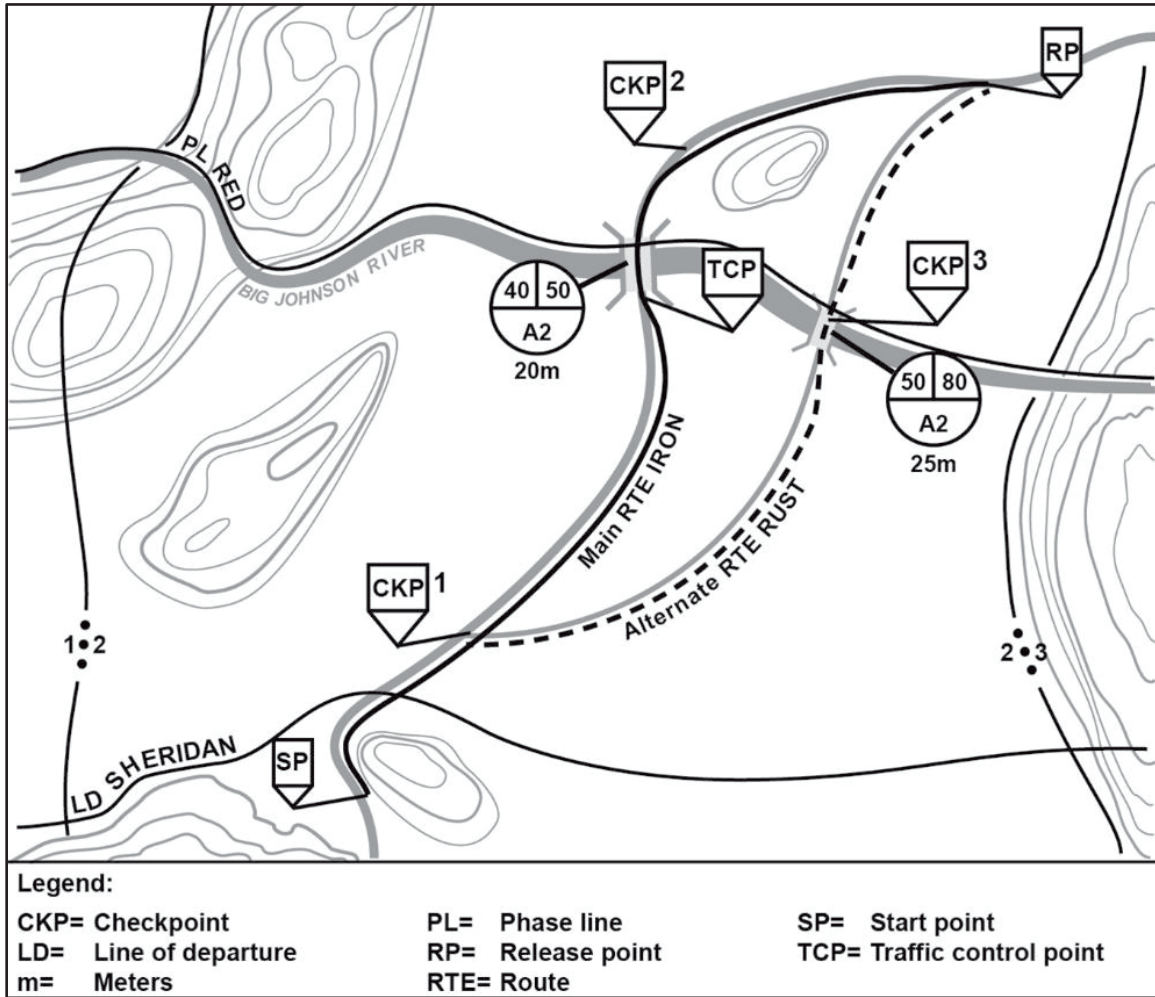 RP
CKP 2
PL RED
BIG JOHNSON RIVER
TCP
CKP 3
40 50
A2
20m
50 80
A2
25m
Main RTE IRON
Alternate RTE RUST
CKP 1
1 2
2 3
LD SHERIDAN
SP
Legend:
CKP= Checkpoint
PL= Phase line
SP= Start point
LD= Line of departure
RP= Release point
TCP= Traffic control point
m= Meters
RTE= Route